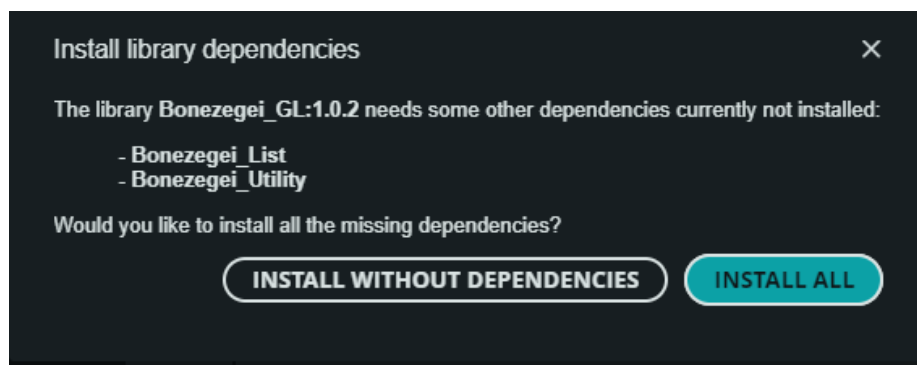 Install library dependencies
The library Bonezegei_GL:1.0.2 needs some other dependencies currently not installed:
- Bonezegei_List
- Bonezegei_Utility
Would you like to install all the missing dependencies?
INSTALL WITHOUT DEPENDENCIES INSTALL ALL